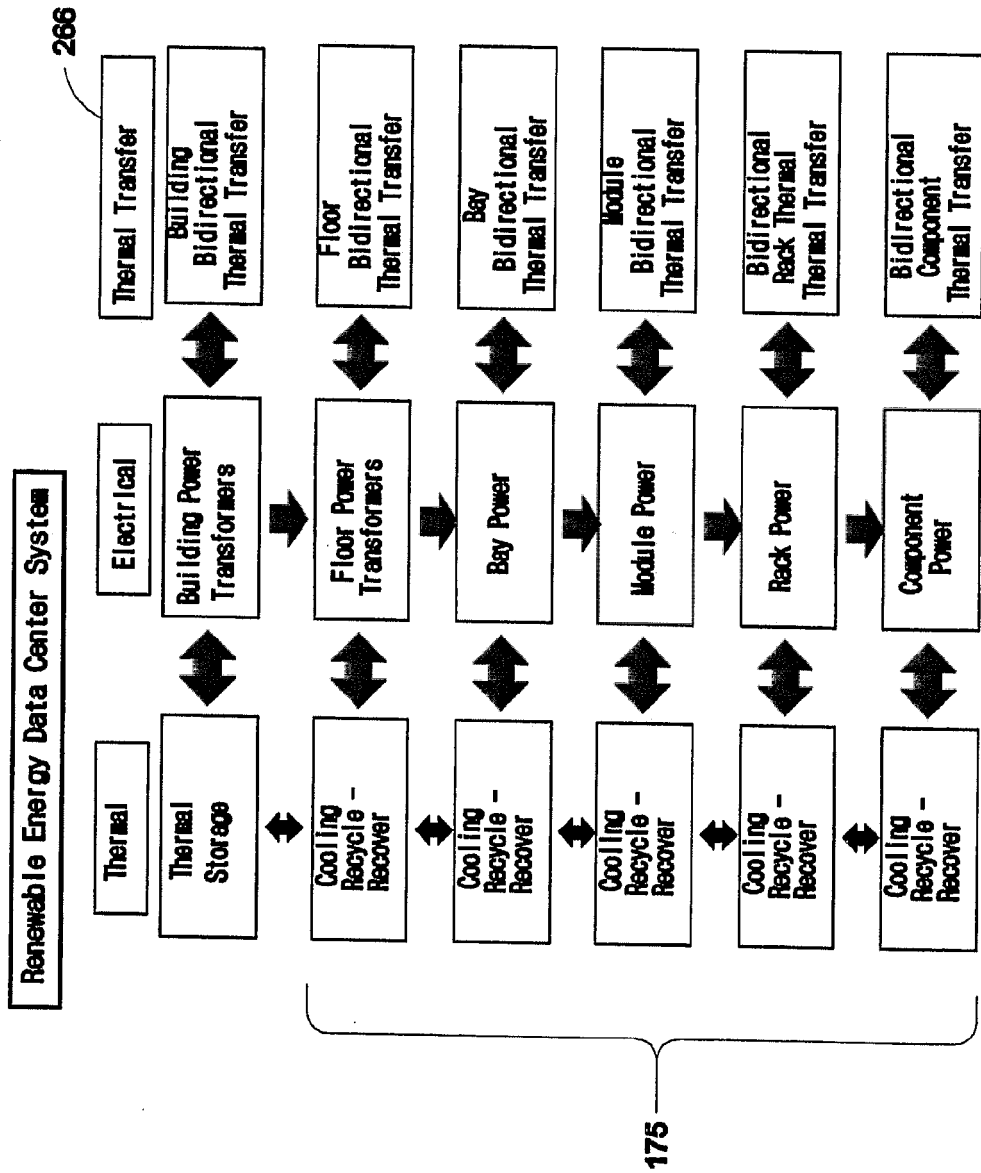 Renewable Energy Data Center System
Thermal
Electrical
Thermal Transfer
266
Thermal
Storage
Building Power
Transformers
Building
Bidirectional
Thermal Transfer
Cooling
Recycle –
Recover
Floor Power
Transformers
Floor
Bidirectional
Thermal Transfer
Cooling
Recycle –
Recover
Bay Power
Bay
Bidirectional
Thermal Transfer
Cooling
Recycle –
Recover
Module Power
Module
Bidirectional
Thermal Transfer
Cooling
Recycle –
Recover
Rack Power
Bidirectional
Rack Thermal
Thermal Transfer
Cooling
Recycle –
Recover
Component
Power
Bidirectional
Component
Thermal Transfer
175